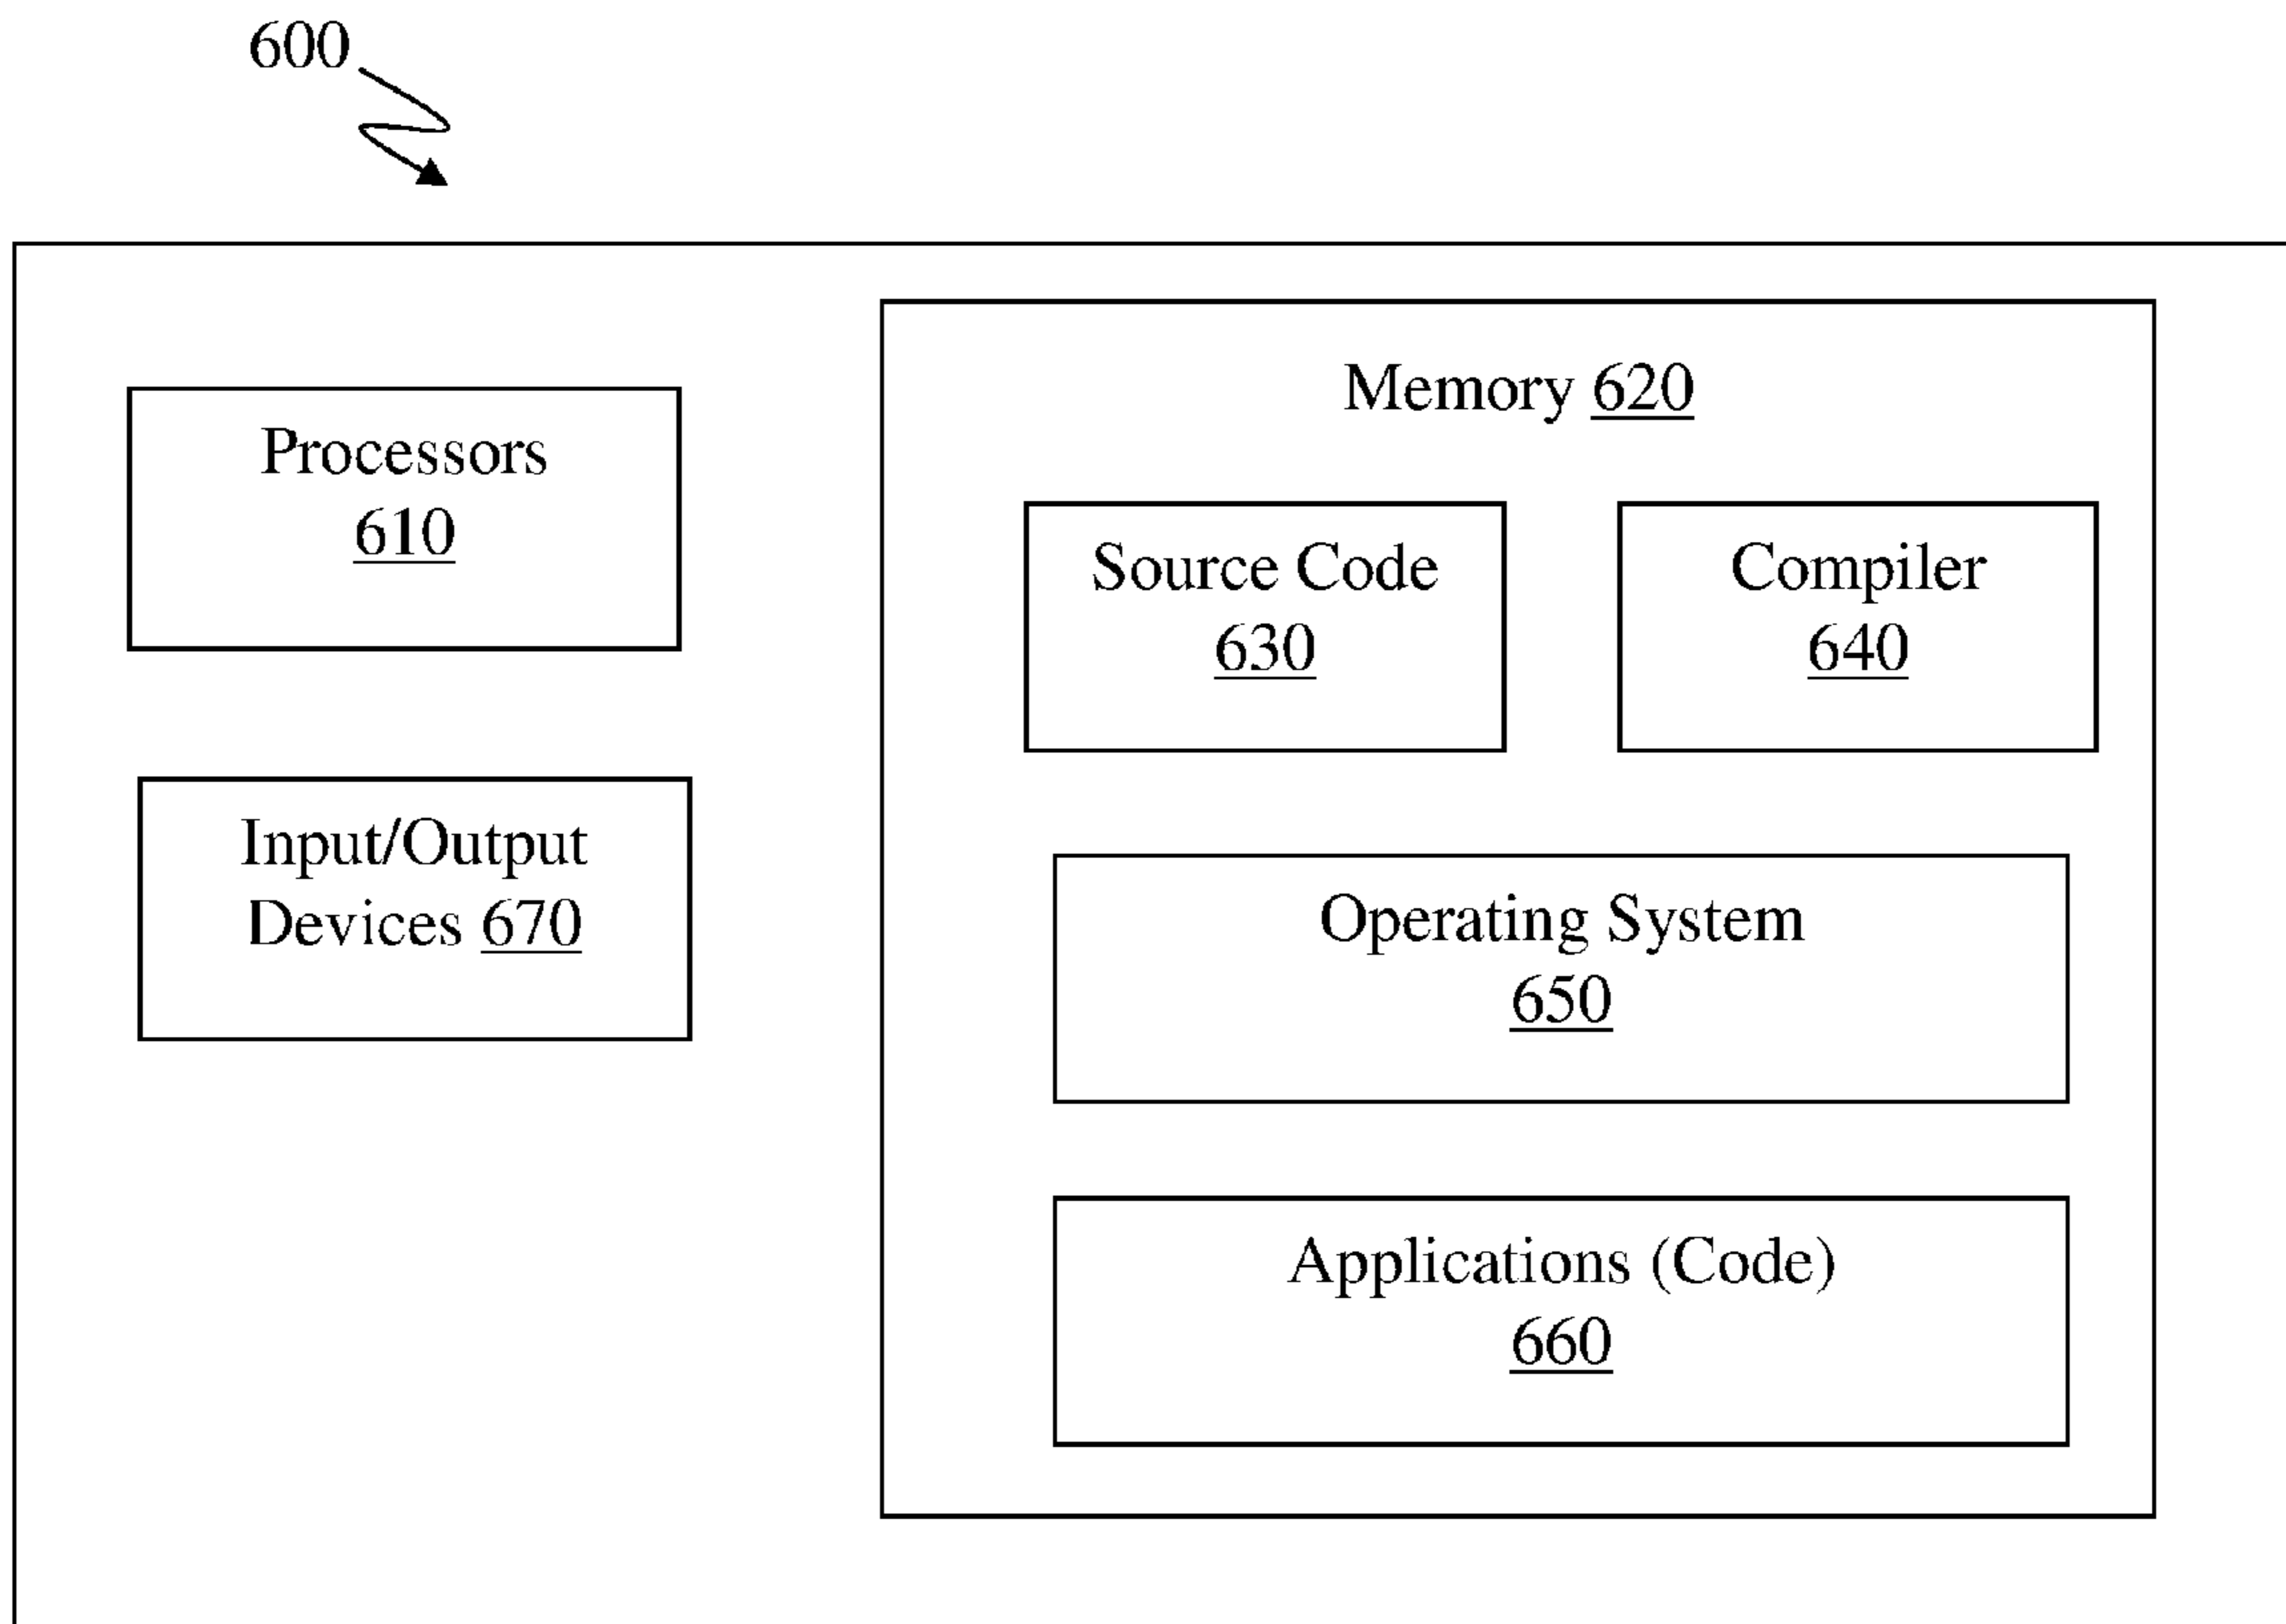 600
Processors
610
Input/Output
Devices 670
Memory 620
Source Code
630
Compiler
640
Operating System
650
Applications (Code)
660